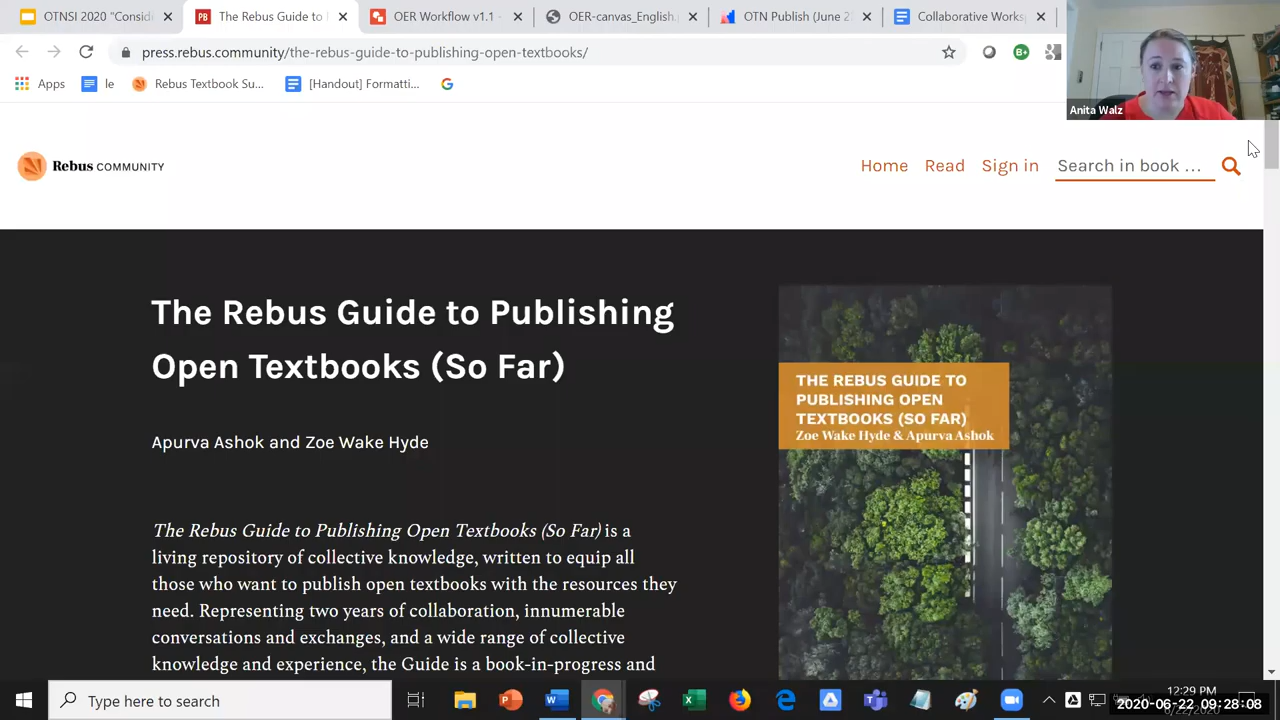 OTNSI 2020 "Consid
The Rebus Guide to
OER Workflow v1.1
OER-canvas_English.
OTN Publish (June 2
Collaborative Works
press.rebus.community/the-rebus-guide-to-publishing-open-textbooks/
Apps
le
Rebus Textbook Su...
[Handout] Formatti...
Anita Walz
Rebus COMMUNITY
Home
Read
Sign in
Search in book ...
The Rebus Guide to Publishing
Open Textbooks (So Far)
Apurva Ashok and Zoe Wake Hyde
The Rebus Guide to Publishing Open Textbooks (So Far) is a
living repository of collective knowledge, written to equip all
those who want to publish open textbooks with the resources they
need. Representing two years of collaboration, innumerable
conversations and exchanges, and a wide range of collective
knowledge and experience, the Guide is a book-in-progress and
THE REBUS GUIDE TO
PUBLISHING OPEN
TEXTBOOKS (SO FAR)
Zoe Wake Hyde & Apurva Ashok
Type here to search
12:29 PM
2020-06-22 09:28:08